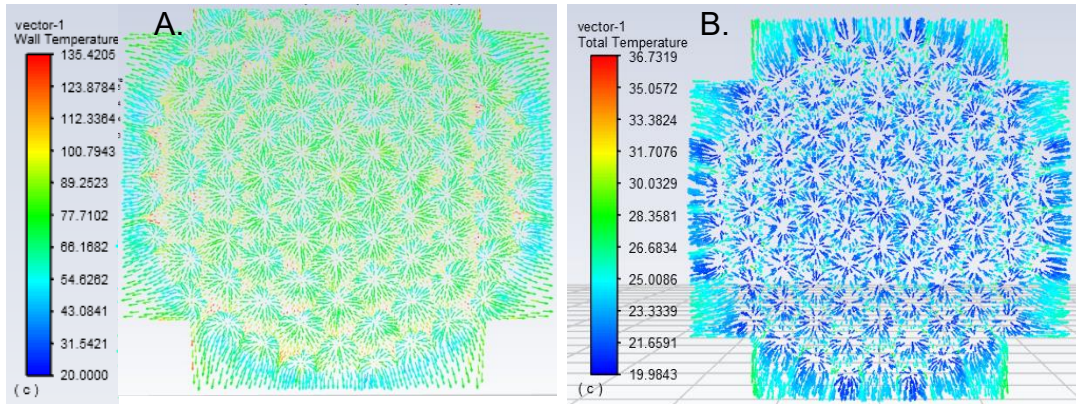 A.
vector-1
Wall Temperature
135.4205
123.8784
112.3364
100.7943
89.2523
77.7102
66.1682
54.6262
43.0841
31.5421
20.0000
( c )
B.
vector-1
Total Temperature
36.7319
35.0572
33.3824
31.7076
30.0329
28.3581
26.6834
25.0086
23.3339
21.6591
19.9843
( c )